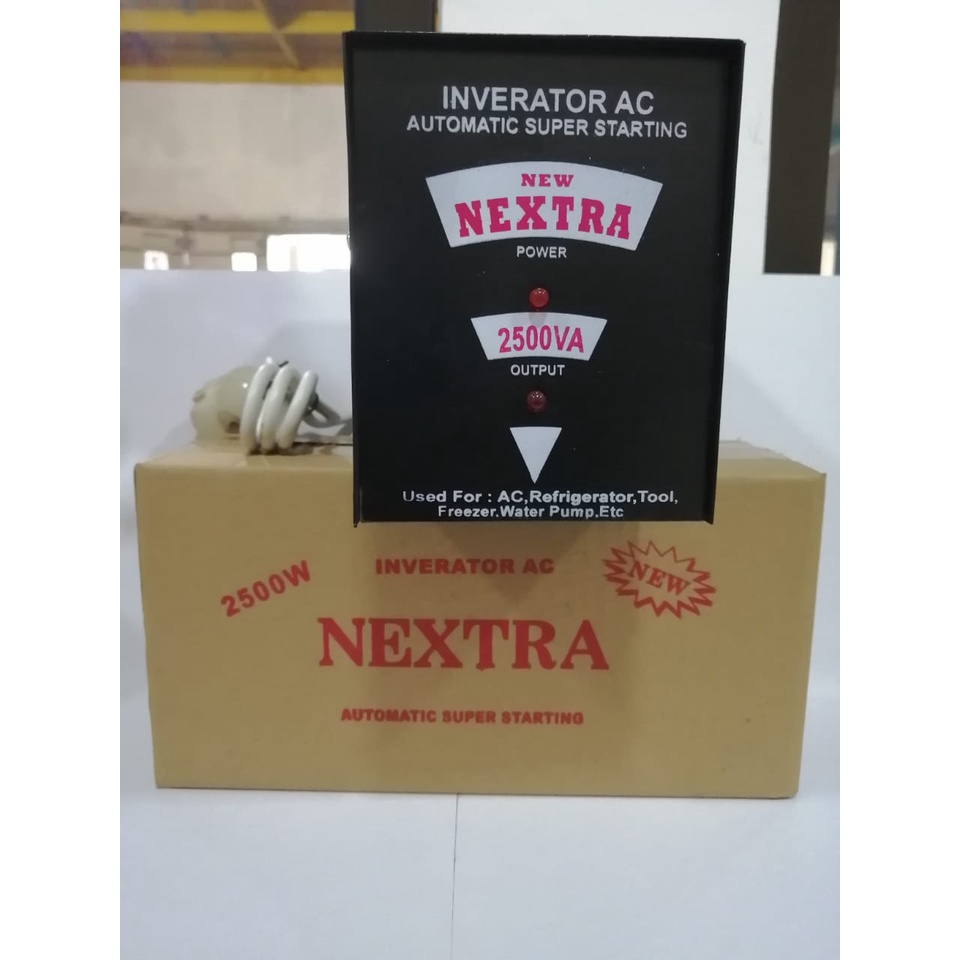 INVERATOR AC
AUTOMATIC SUPER STARTING
NEW
NEXTRA
POWER
2500VA
OUTPUT
Used For : AC,Refrigerator,Tool,
Freezer,Water Pump,Etc
2500W
INVERATOR AC
NEW
NEXTRA
AUTOMATIC SUPER STARTING